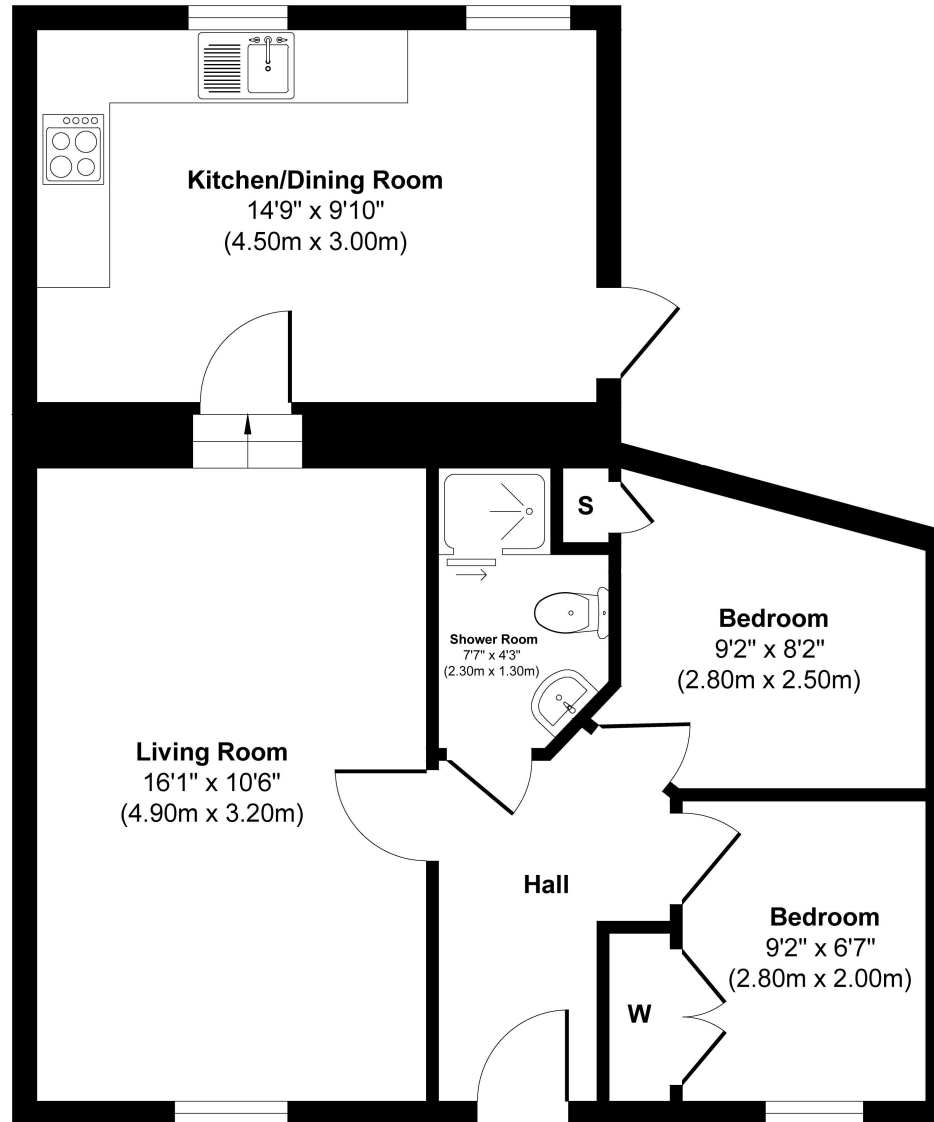 Kitchen/Dining Room
14'9" x 9'10"
(4.50m x 3.00m)
S
Shower Room
7'7" x 4'3"
(2.30m x 1.30m)
Bedroom
9'2" x 8'2"
(2.80m x 2.50m)
Living Room
16'1" x 10'6"
(4.90m x 3.20m)
Hall
Bedroom
9'2" x 6'7"
(2.80m x 2.00m)
W